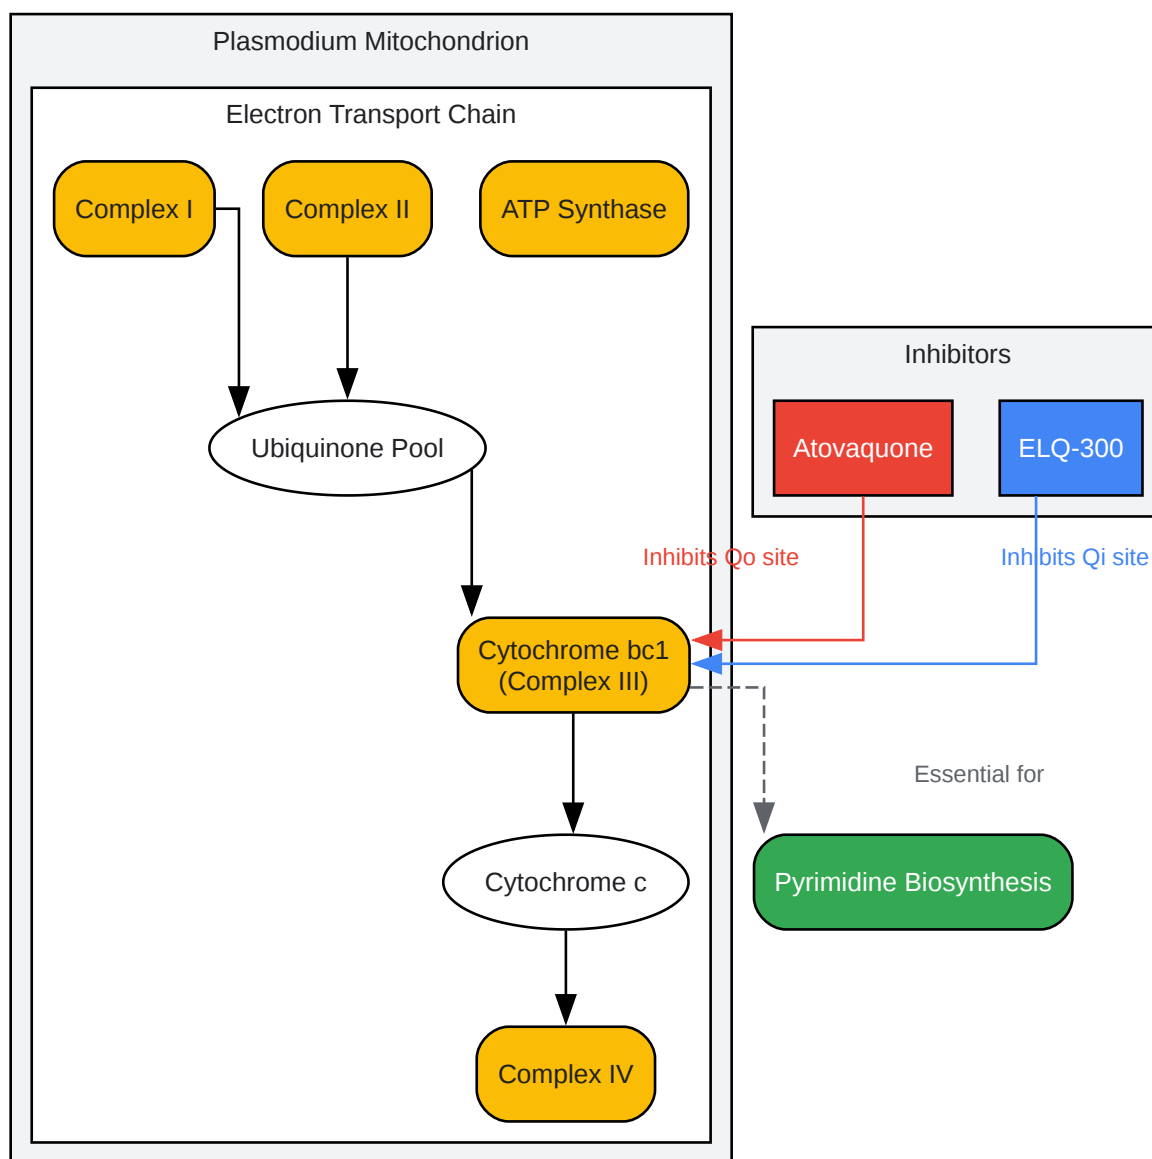 Plasmodium Mitochondrion
Electron Transport Chain
Complex I
Complex II
ATP Synthase
Inhibitors
Ubiquinone Pool
Atovaquone
ELQ-300
Inhibits Qo site
Inhibits Qi site
Cytochrome bc1
(Complex III)
Essential for
Cytochrome c
Pyrimidine Biosynthesis
Complex IV